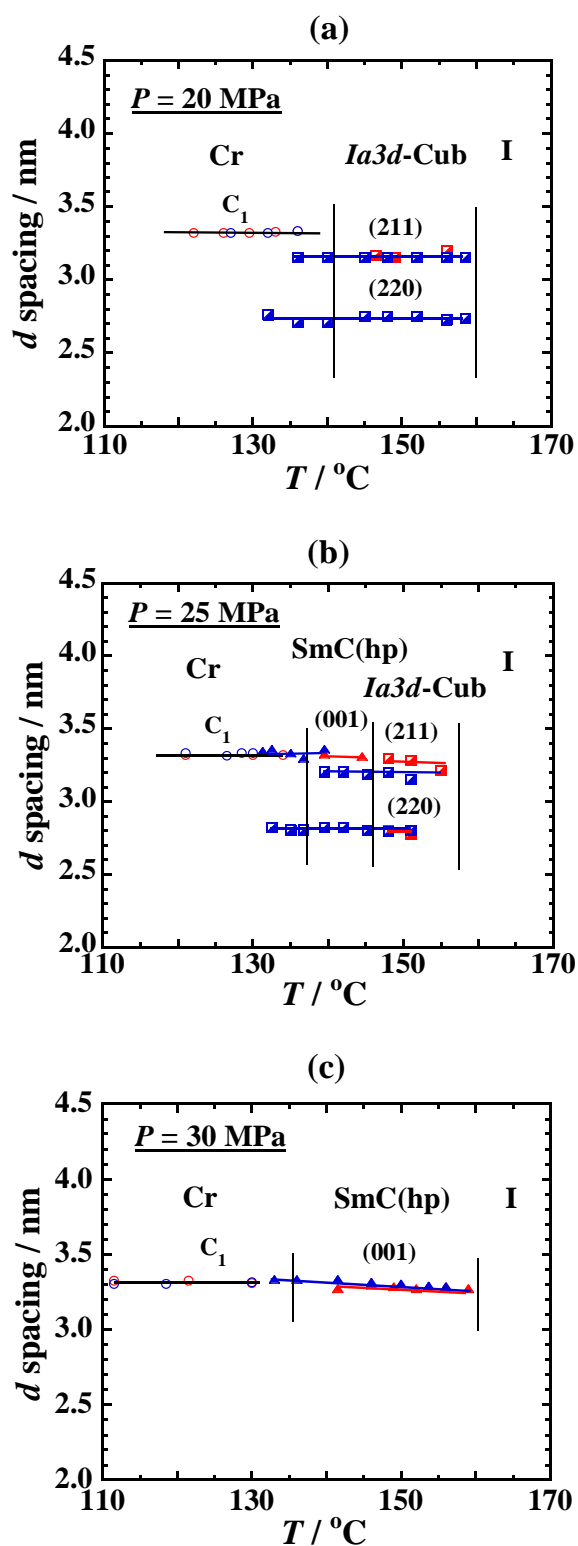 (a)
4.5
P = 20 MPa
4.0
Cr
Ia3d-Cub
I
C1
3.5
(211)
3.0
(220)
2.5
2.0
d spacing / nm
110 130 150 170
T / °C
(b)
4.5
P = 25 MPa
SmC(hp)
4.0
Cr
I
Ia3d-Cub
C1
(001)
(211)
3.5
3.0
(220)
2.5
2.0
d spacing / nm
110 130 150 170
T / °C
(c)
4.5
P = 30 MPa
4.0
Cr
SmC(hp)
I
C1
(001)
3.5
3.0
2.5
2.0
d spacing / nm
110 130 150 170
T / °C